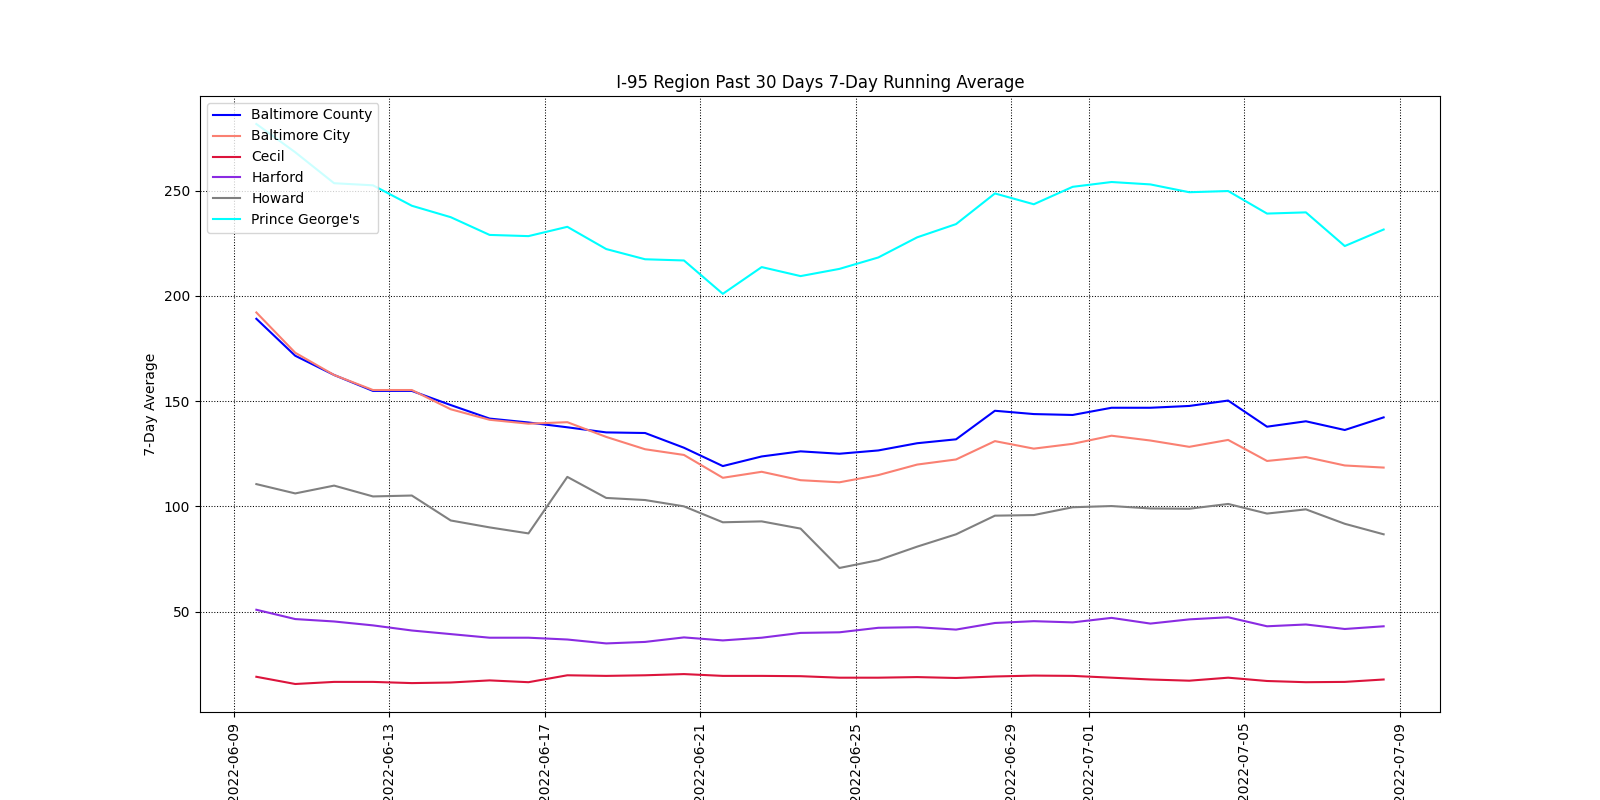 I-95 Region Past 30 Days 7-Day Running Average
Baltimore County
Baltimore City
Cecil
Harford
Howard
Prince George's
7-Day Average
250
200
150
100
50
2022-06-09
2022-06-13
2022-06-17
2022-06-21
2022-06-25
2022-06-29
2022-07-01
2022-07-05
2022-07-09